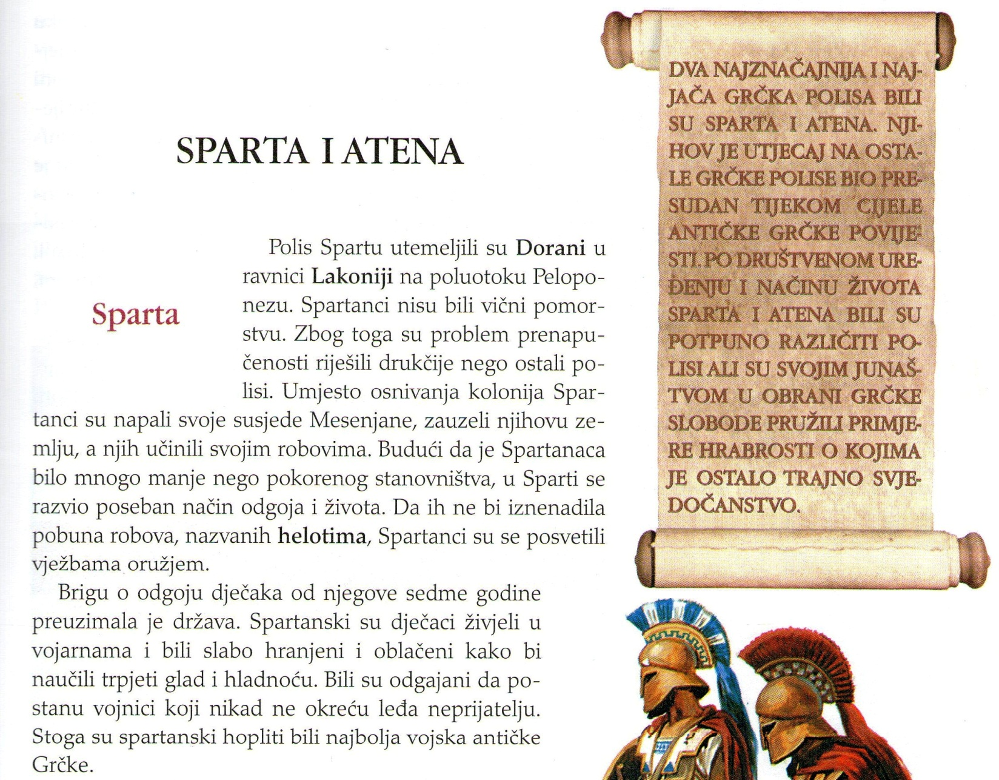 SPARTA I ATENA
Sparta
Polis Spartu utemeljili su Dorani u
ravnici Lakoniji na poluotoku Pelopo-
nezu. Spartanci nisu bili vični pomor-
stvu. Zbog toga su problem prenapu-
čenosti riješili drukčije nego ostali po-
lisi. Umjesto osnivanja kolonija Spar-
tanci su napali svoje susjede Mesenjane, zauzeli njihovu ze-
mlju, a njih učinili svojim robovima. Budući da je Spartanaca
bilo mnogo manje nego pokorenog stanovništva, u Sparti se
razvio poseban način odgoja i života. Da ih ne bi iznenadila
pobuna robova, nazvanih helotima, Spartanci su se posvetili
vježbama oružjem.
Brigu o odgoju dječaka od njegove sedme godine
preuzimala je država. Spartanski su dječaci živjeli u
vojarnama i bili slabo hranjeni i oblačeni kako bi
naučili trpjeti glad i hladnoću. Bili su odgajani da po-
stanu vojnici koji nikad ne okreću leđa neprijatelju.
Stoga su spartanski hopliti bili najbolja vojska antičke
Grčke.
DVA NAJZNAČAJNIJA I NAJ-
JAČA GRČKA POLISA BILI
SU SPARTA I ATENA. NJI-
HOV JE UTJECAJ NA OSTA-
LE GRČKE POLISE BIO PRE-
SUDAN TIJEKOM CIJELE
ANTIČKE GRČKE POVIJE-
STI. PO DRUŠTVENOM URE-
ĐENJU I NAČINU ŽIVOTA
SPARTA I ATENA BILI SU
POTPUNO RAZLIČITI PO-
LISI ALI SU SVOJIM JUNAŠ-
TVOM U OBRANI GRČKE
SLOBODE PRUŽILI PRIMJE-
RE HRABROSTI O KOJIMA
JE OSTALO TRAJNO SVJE-
DOČANSTVO.